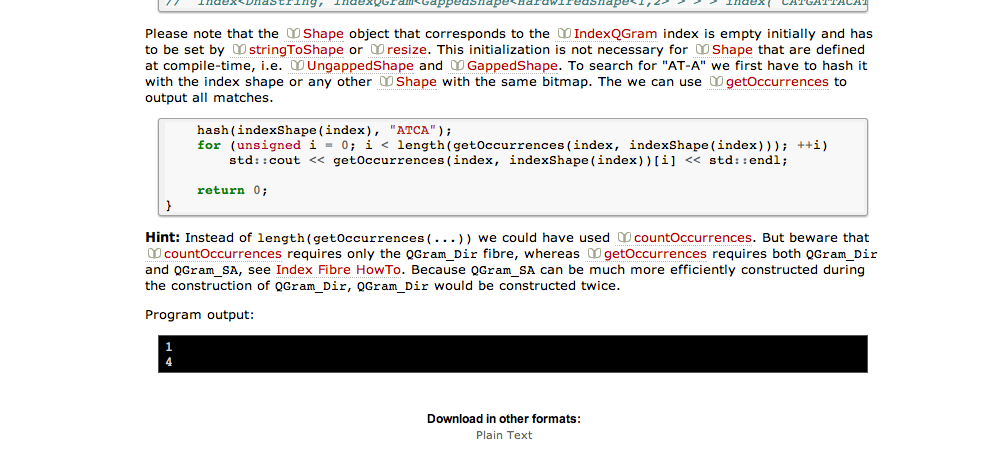 //  Index<DnaString, IndexQGram<GappedShape<HardwiredShape<1,2> > > > index( "CATGATTACAT
Please note that the Shape object that corresponds to the IndexQGram index is empty initially and has
to be set by stringToShape or resize. This initialization is not necessary for Shape that are defined
at compile-time, i.e. UngappedShape and GappedShape. To search for "AT-A" we first have to hash it
with the index shape or any other Shape with the same bitmap. The we can use getOccurrences to
output all matches.
hash(indexShape(index), "ATCA");
for (unsigned i = 0; i < length(getOccurrences(index, indexShape(index))); ++i)
std::cout << getOccurrences(index, indexShape(index))[i] << std::endl;
return 0;
}
Hint: Instead of length(getOccurrences(...)) we could have used countOccurrences. But beware that
countOccurrences requires only the QGram_Dir fibre, whereas getOccurrences requires both QGram_Dir
and QGram_SA, see Index Fibre HowTo. Because QGram_SA can be much more efficiently constructed during
the construction of QGram_Dir, QGram_Dir would be constructed twice.
Program output:
1
4
Download in other formats:
Plain Text